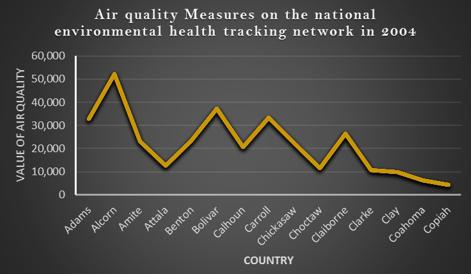 Air quality Measures on the national
environmental health tracking network in 2004
VALUE OF AIR QUALITY
60,000
50,000
40,000
30,000
20,000
10,000
0
Adams
Alcorn
Amite
Attala
Benton
Bolivar
Calhoun
Carroll
Chickasaw
Choctaw
Claiborne
Clarke
Clay
Coahoma
Copiah
COUNTRY